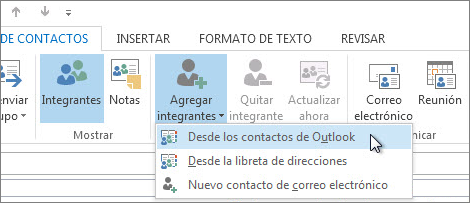 DE CONTACTOS INSERTAR FORMATO DE TEXTO REVISAR
enviar Integrantes Notas Agregar integrantes Quitar integrante Actualizar ahora Correo electrónico Reunión
upo
Mostrar
Desde los contactos de Outlook
Desde la libreta de direcciones
Nuevo contacto de correo electrónico